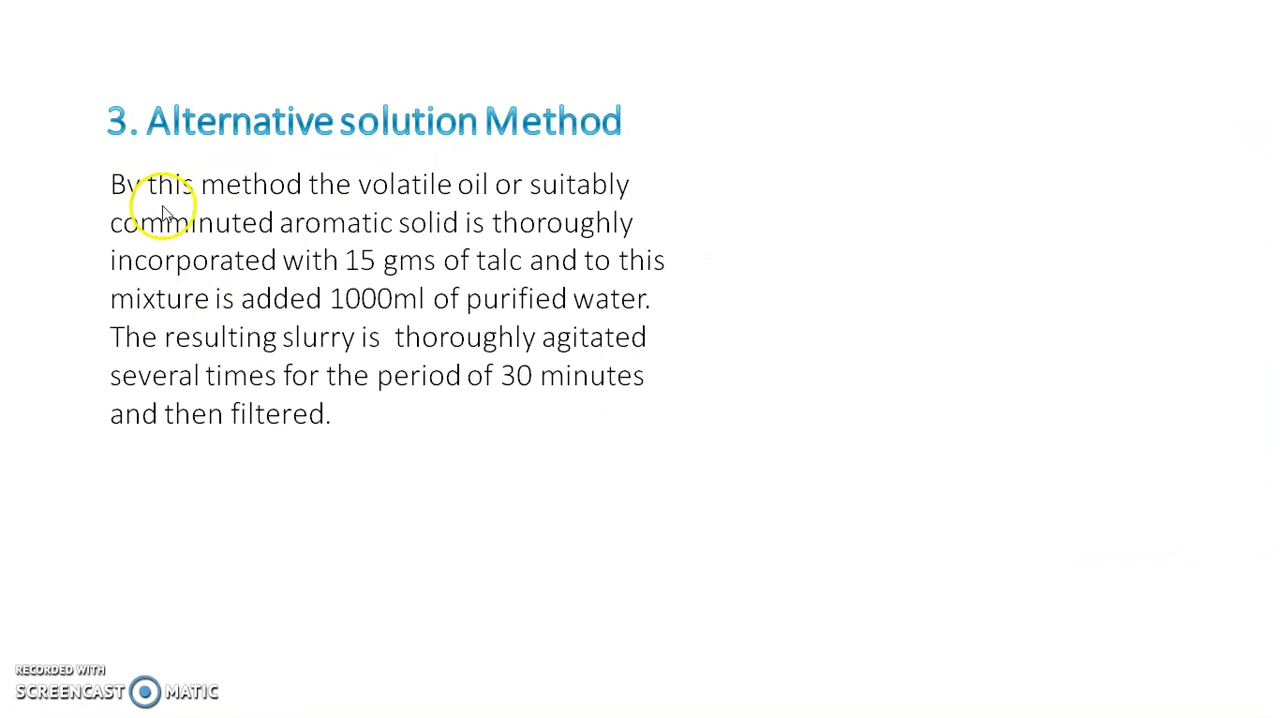 3. Alternative solution Method
By this method the volatile oil or suitably
comminuted aromatic solid is thoroughly
incorporated with 15 gms of talc and to this
mixture is added 1000ml of purified water.
The resulting slurry is thoroughly agitated
several times for the period of 30 minutes
and then filtered.
RECORDED WITH
SCREENCAST MATIC